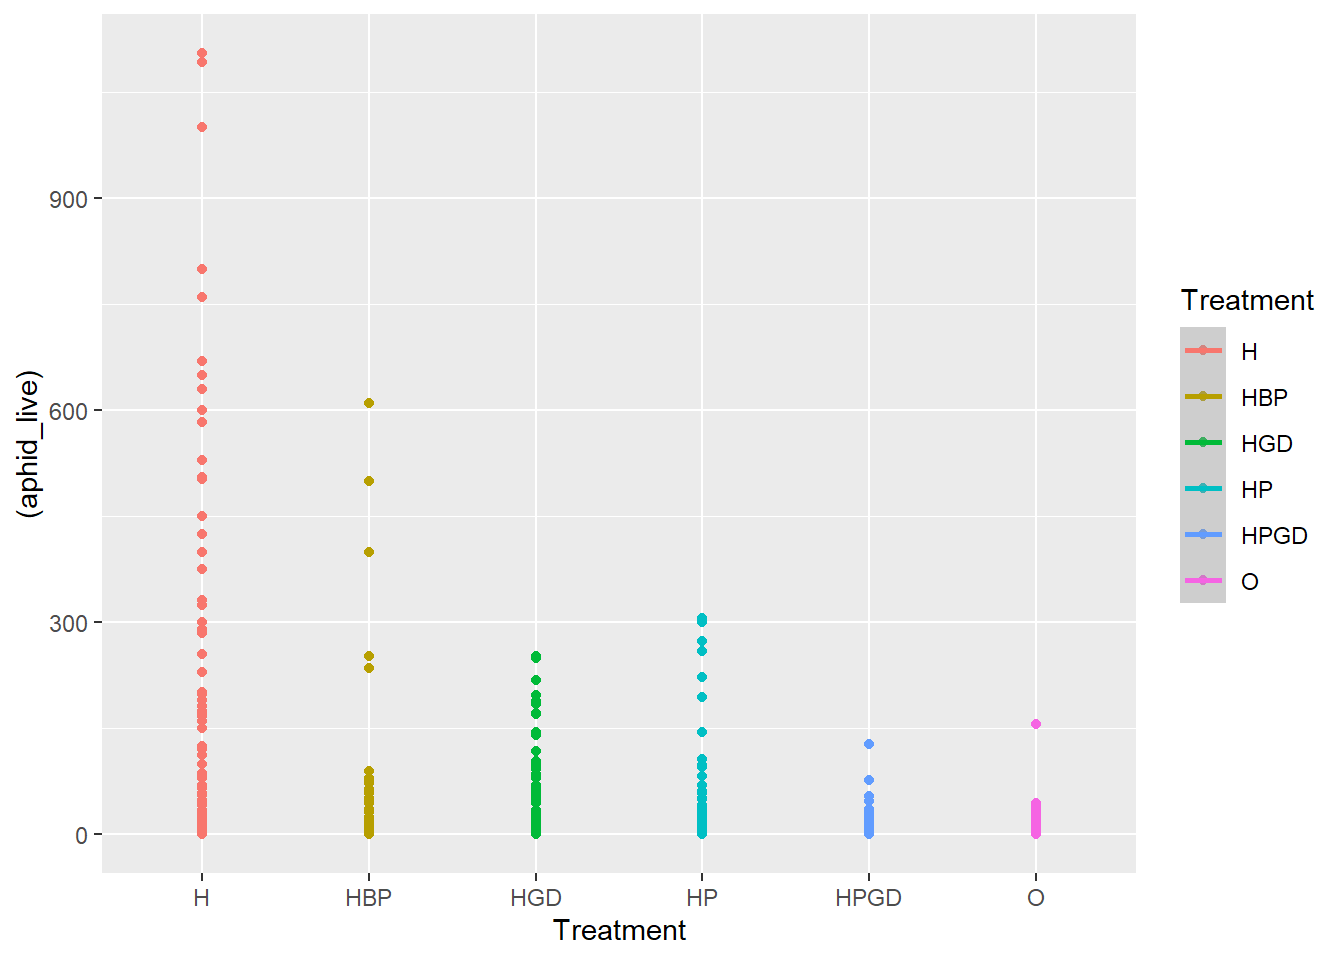 900
600
300
0
(aphid_live)
H HBP HGD HP HPGD O
Treatment
Treatment
H
HBP
HGD
HP
HPGD
O